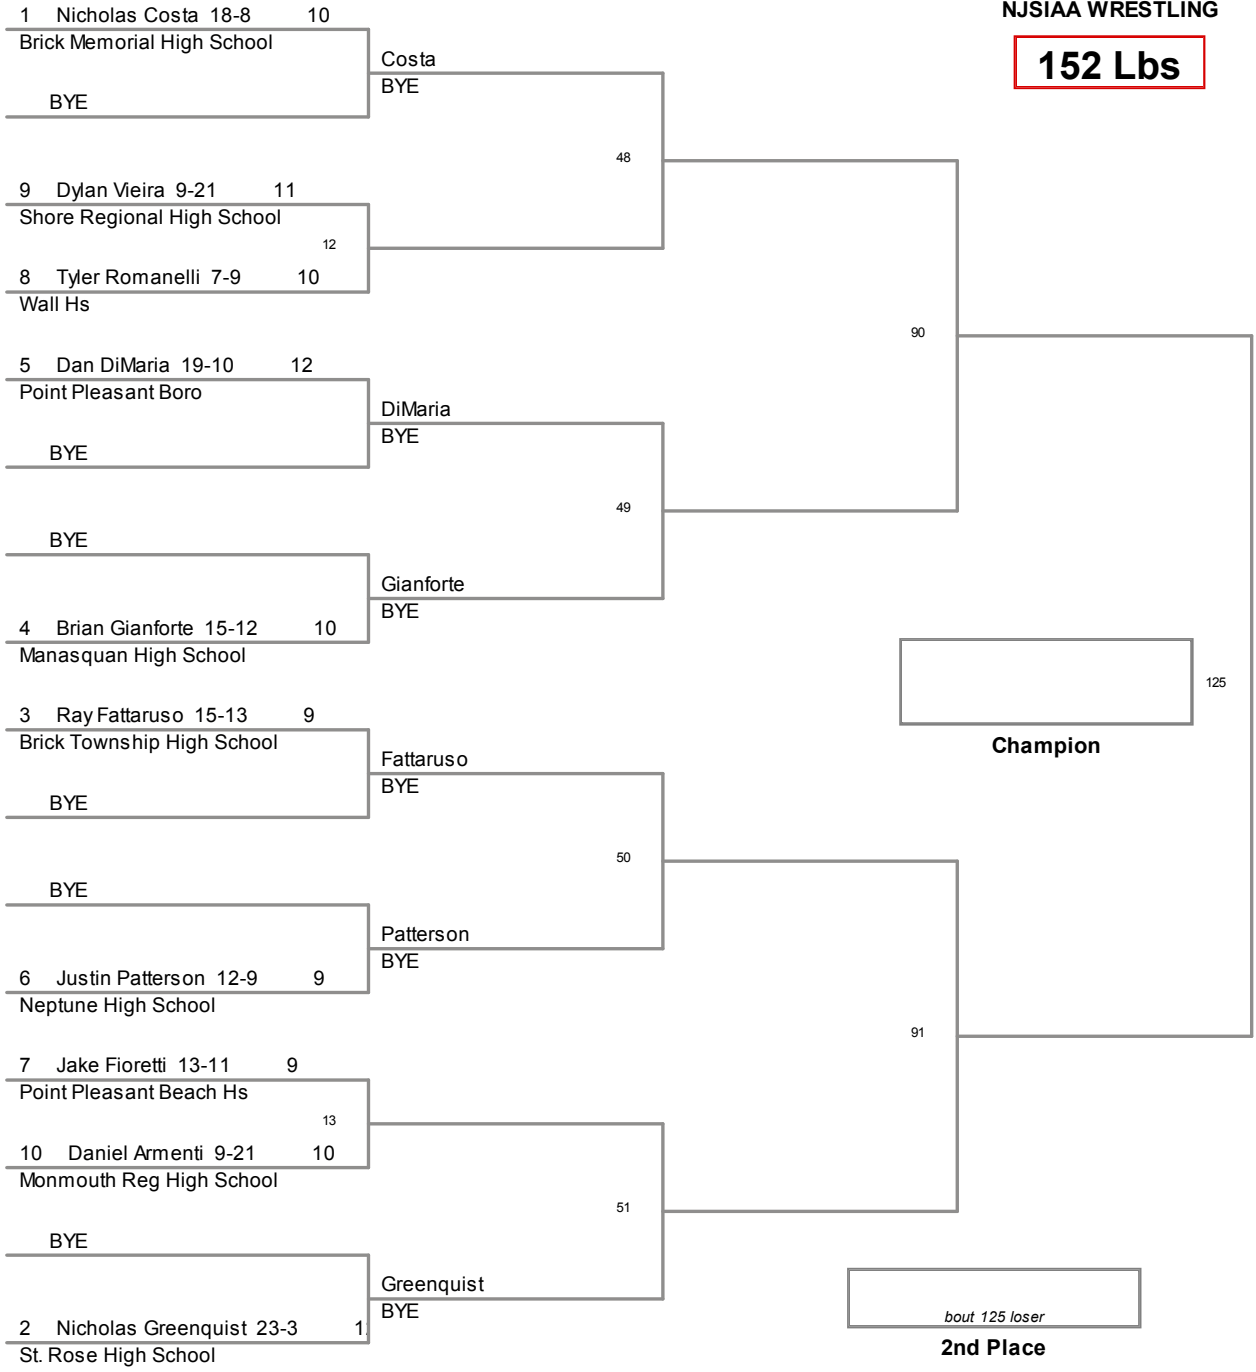 NJSIAA WRESTLING
152 Lbs
1 Nicholas Costa 18-8 10
Brick Memorial High School
Costa
BYE
BYE
48
9 Dylan Vieira 9-21 11
Shore Regional High School
12
8 Tyler Romanelli 7-9 10
Wall Hs
90
5 Dan DiMaria 19-10 12
Point Pleasant Boro
DiMaria
BYE
BYE
49
BYE
Gianforte
BYE
4 Brian Gianforte 15-12 10
Manasquan High School
125
Champion
3 Ray Fattaruso 15-13 9
Brick Township High School
Fattaruso
BYE
BYE
50
BYE
Patterson
BYE
6 Justin Patterson 12-9 9
Neptune High School
91
7 Jake Fioretti 13-11 9
Point Pleasant Beach Hs
13
10 Daniel Armenti 9-21 10
Monmouth Reg High School
51
BYE
Greenquist
BYE
2 Nicholas Greenquist 23-3
St. Rose High School
bout 125 loser
2nd Place